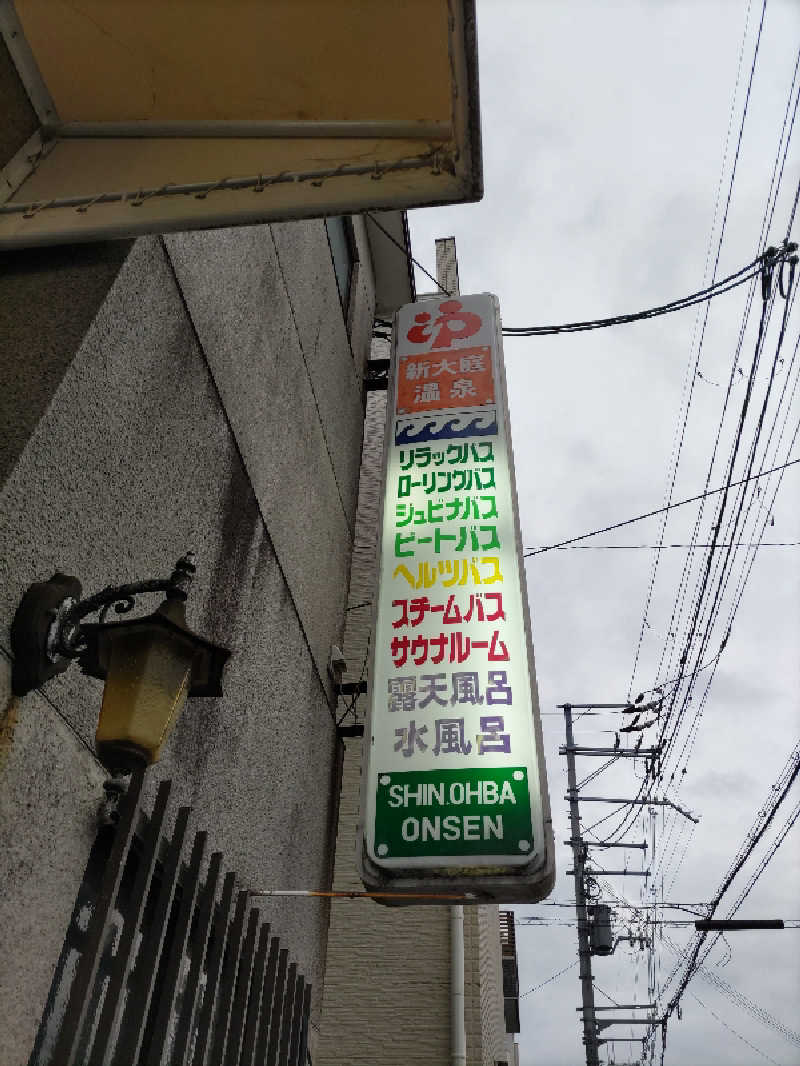 ゆ
新大庭
温泉
リラックバス
ローリングバス
ジュビナバス
ビートバス
ヘルツバス
スチームバス
サウナルーム
露天風呂
水風呂
SHIN.OHBA
ONSEN